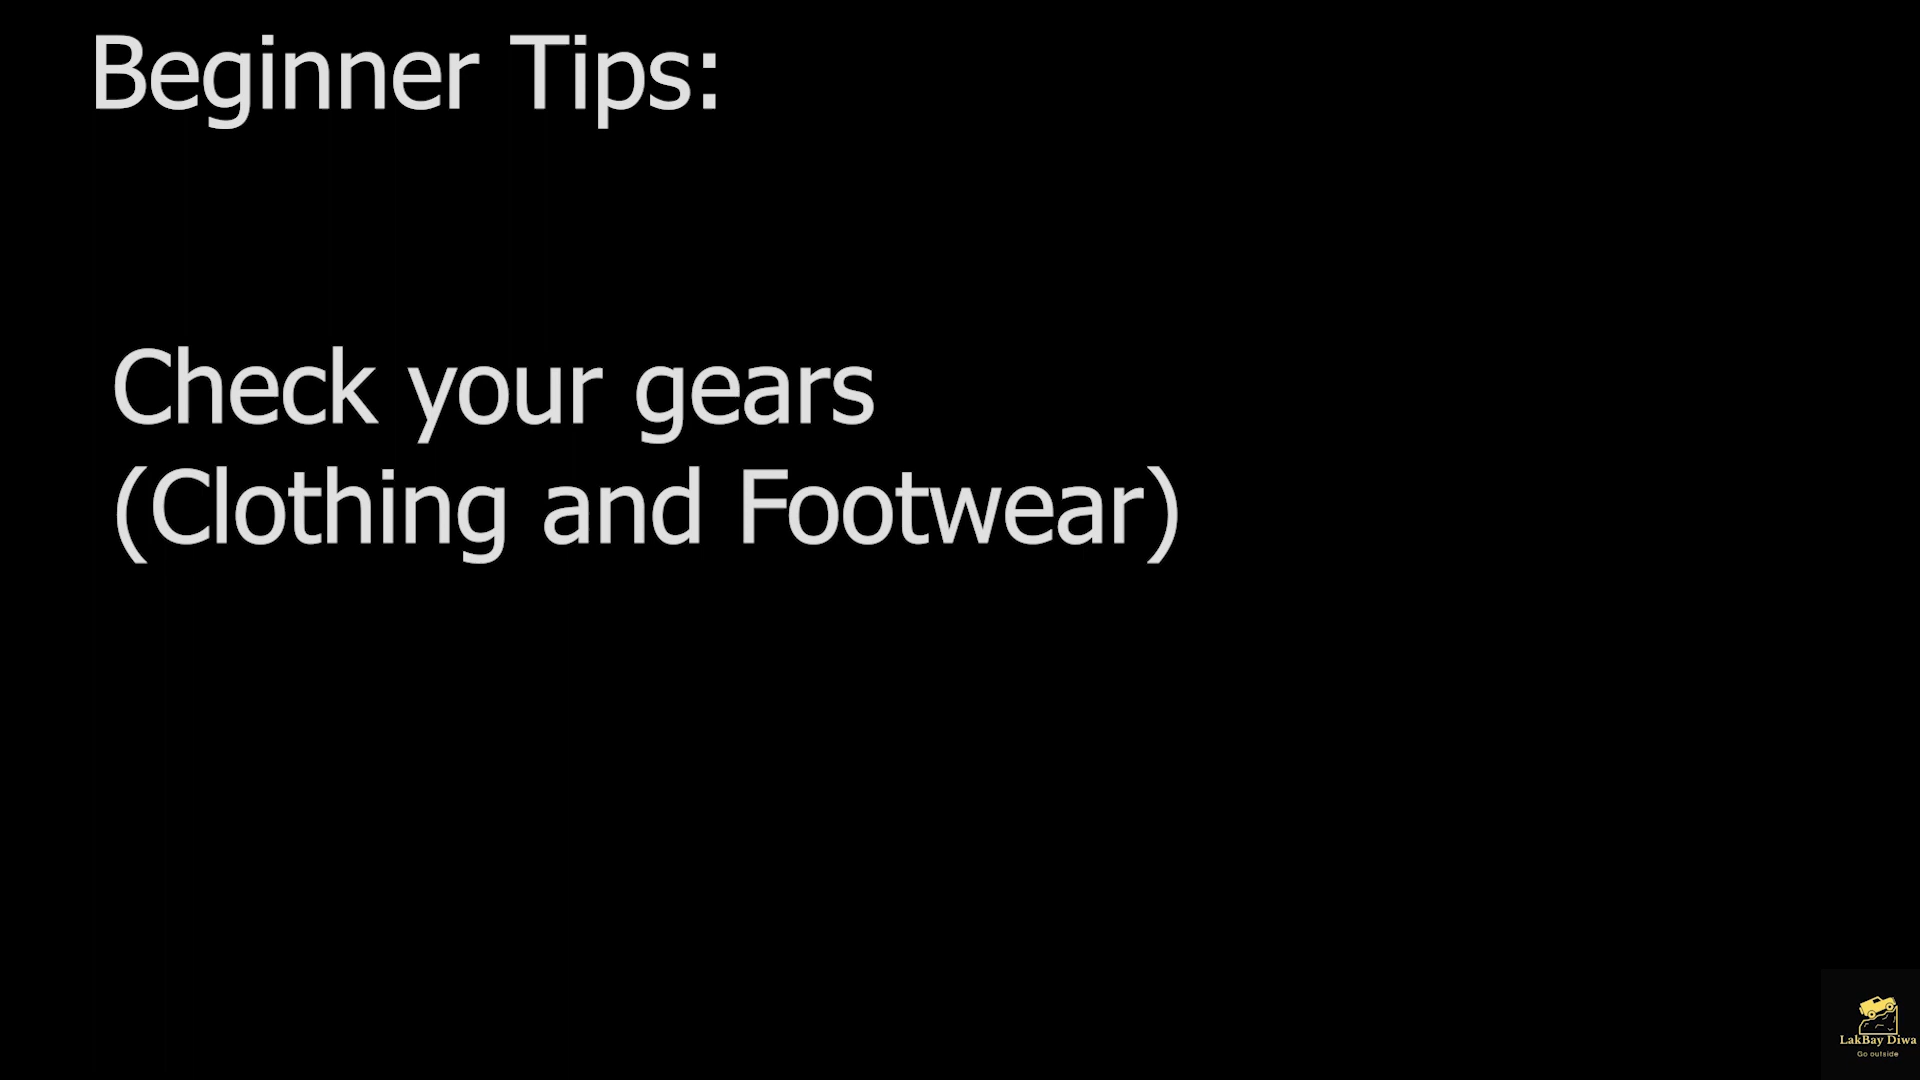 Beginner Tips:
Check your gears
(Clothing and Footwear)
LakBay Diwa
Go outside